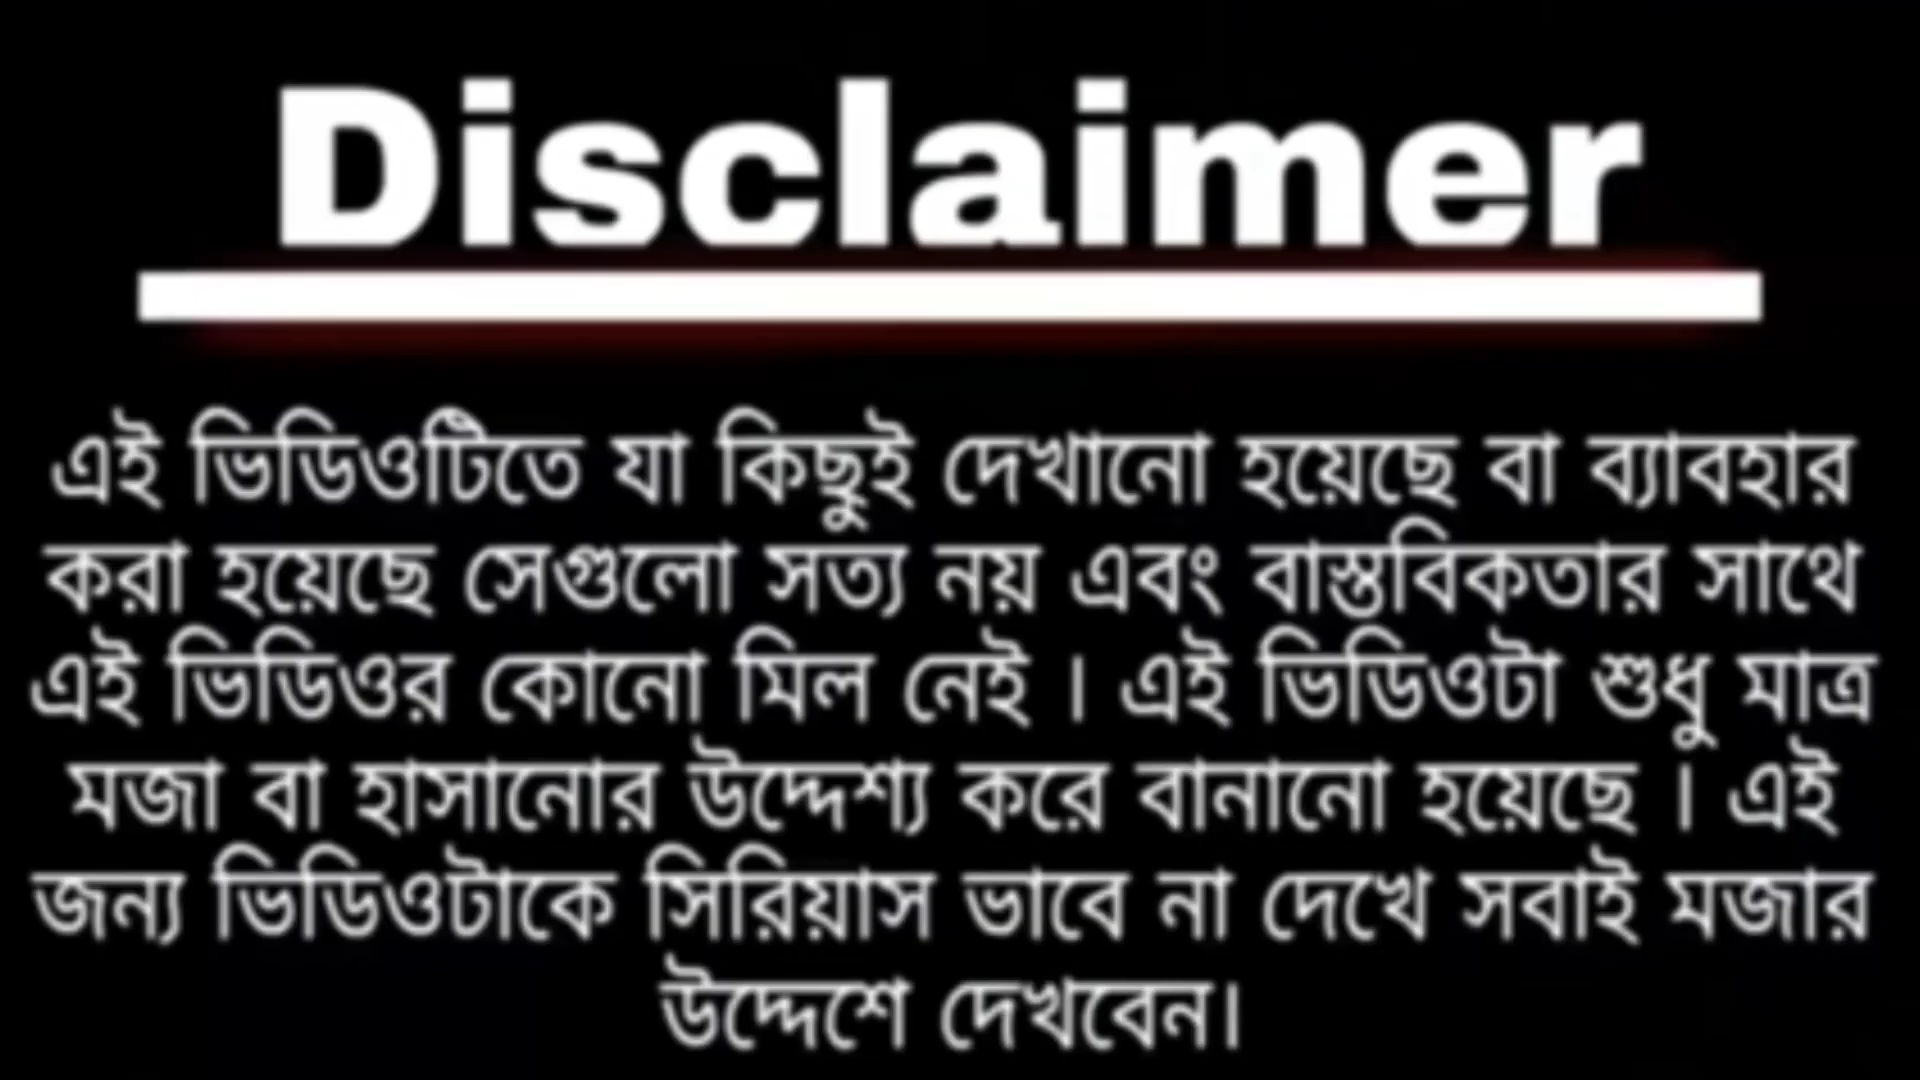 Disclaimer
এই ভিডিওটিতে যা কিছুই দেখানো হয়েছে বা ব্যাবহার
করা হয়েছে সেগুলো সত্য নয় এবং বাস্তবিকতার সাথে
এই ভিডিওর কোনো মিল নেই । এই ভিডিওটা শুধু মাত্র
মজা বা হাসানোর উদ্দেশ্য করে বানানো হয়েছে । এই
জন্য ভিডিওটাকে সিরিয়াস ভাবে না দেখে সবাই মজার
উদ্দেশে দেখবেন।